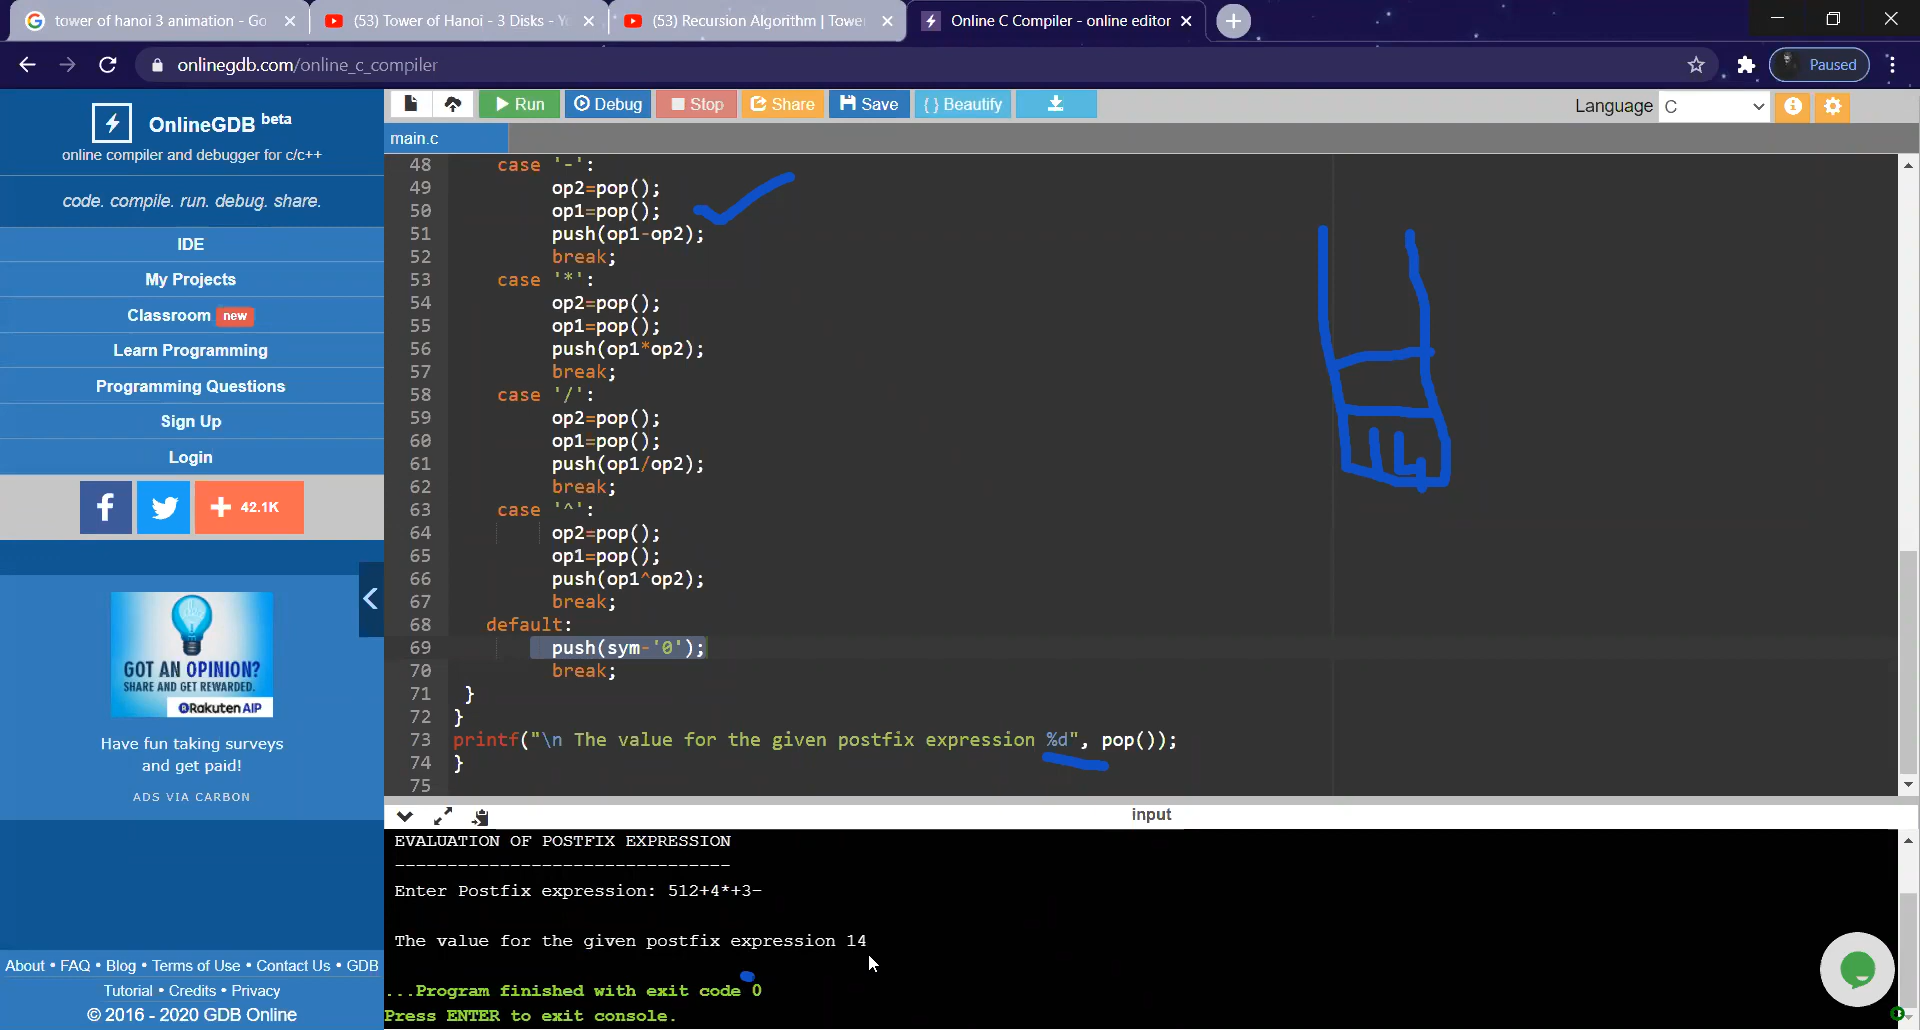 tower of hanoi 3 animation - Go
(53) Tower of Hanoi - 3 Disks - Yo
(53) Recursion Algorithm | Towe
Online C Compiler - online editor
onlinegdb.com/online_c_compiler
Paused
OnlineGDB beta
online compiler and debugger for c/c++
code. compile. run. debug. share.
IDE
My Projects
Classroom new
Learn Programming
Programming Questions
Sign Up
Login
42.1K
GOT AN OPINION?
SHARE AND GET REWARDED.
Rakuten AIP
Have fun taking surveys
and get paid!
ADS VIA CARBON
About • FAQ • Blog • Terms of Use • Contact Us • GDB
Tutorial • Credits • Privacy
© 2016 - 2020 GDB Online
Run Debug Stop Share Save { } Beautify
Language C
main.c
48 case '-':
49 op2=pop();
50 op1=pop();
51 push(op1-op2);
52 break;
53 case '*':
54 op2=pop();
55 op1=pop();
56 push(op1*op2);
57 break;
58 case '/':
59 op2=pop();
60 op1=pop();
61 push(op1/op2);
62 break;
63 case '^':
64 op2=pop();
65 op1=pop();
66 push(op1^op2);
67 break;
68 default:
69 push(sym-'0');
70 break;
71 }
72 }
73 printf("\n The value for the given postfix expression %d", pop());
74 }
75
14
input
EVALUATION OF POSTFIX EXPRESSION
--------------------------------
Enter Postfix expression: 512+4*+3-
The value for the given postfix expression 14
...Program finished with exit code 0
Press ENTER to exit console.